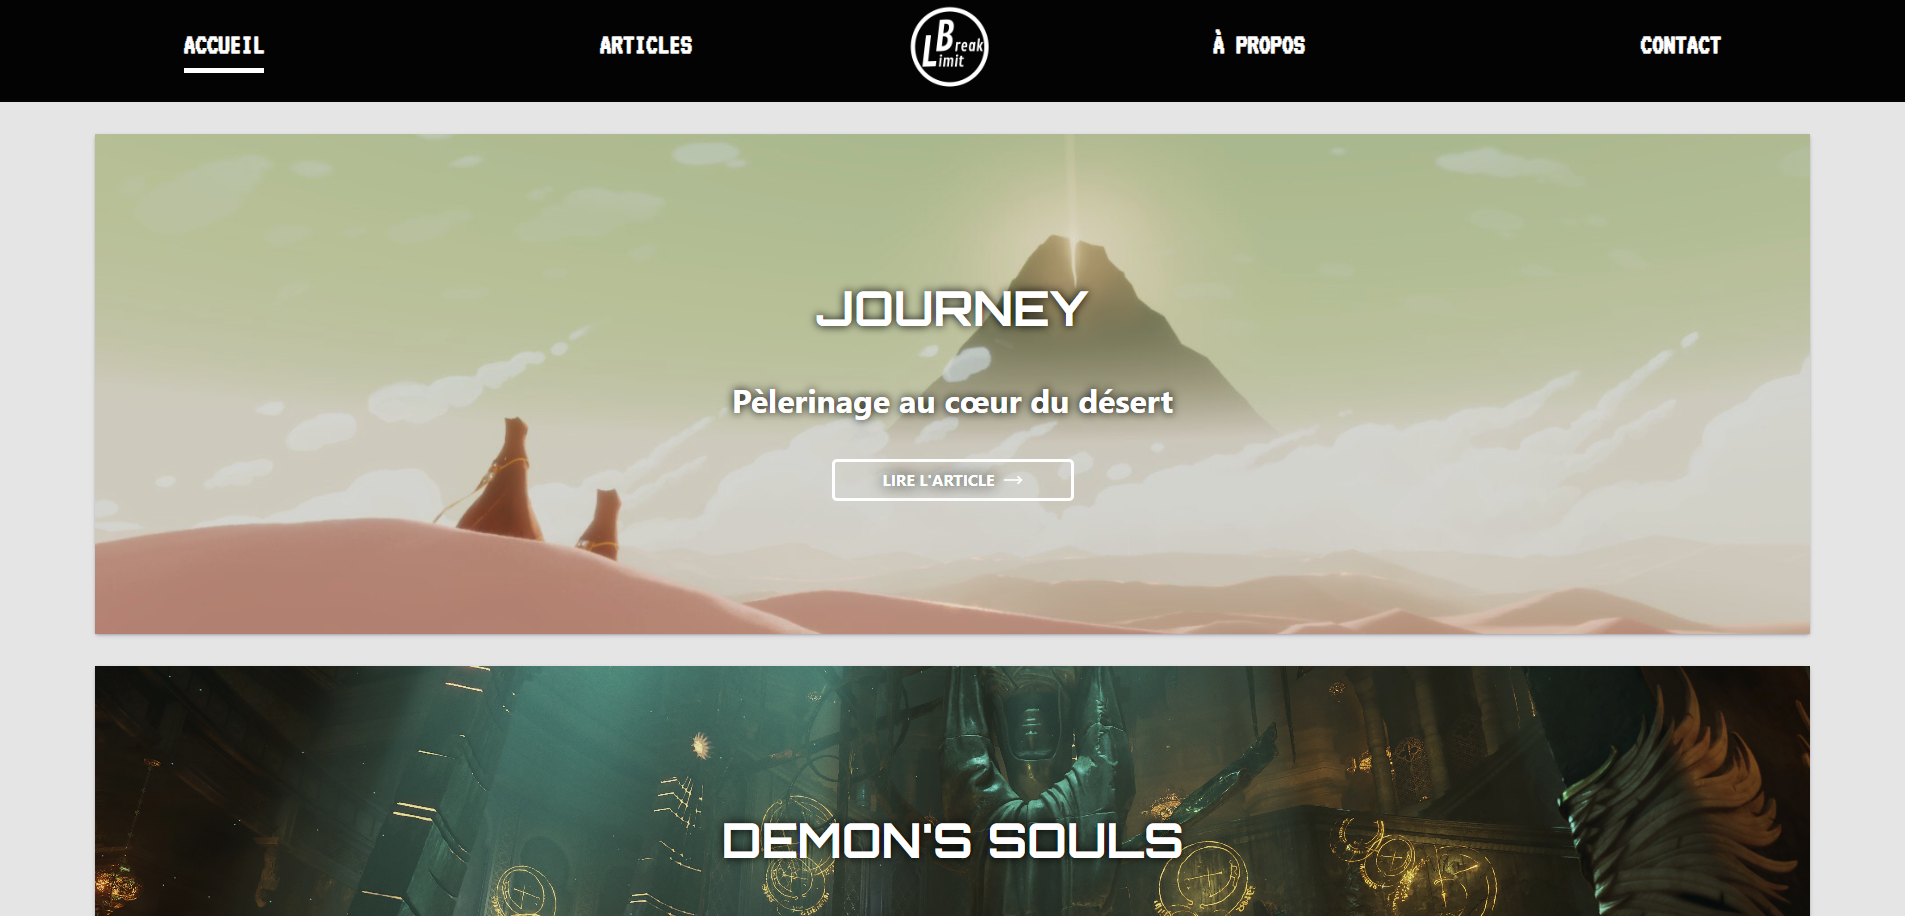 ACCUEIL
ARTICLES
Break
Limit
À PROPOS
CONTACT
JOURNEY
Pèlerinage au cœur du désert
LIRE L'ARTICLE →
DEMON'S SOULS